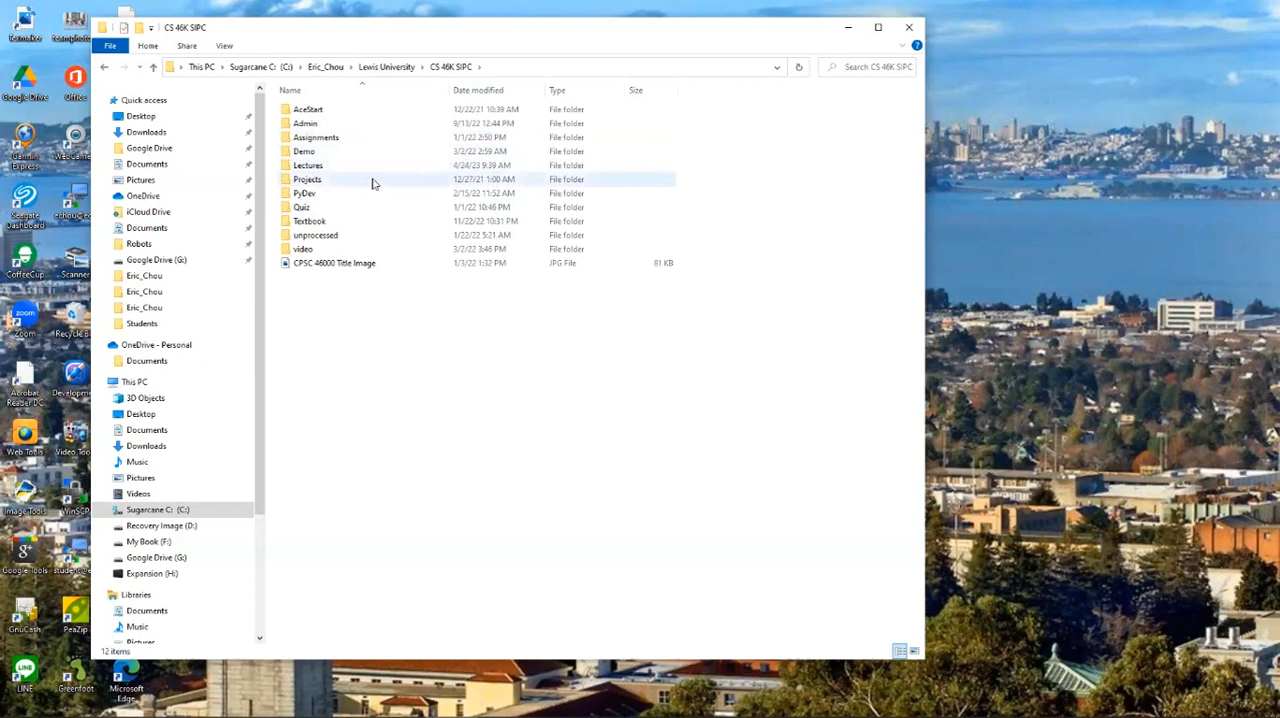 CS 46K SIPC
File Home Share View
This PC Sugarcane C: (C:) Eric_Chou Lewis University CS 46K SIPC
Search CS 46K SIPC
Name Date modified Type Size
AceStart 12/22/21 10:39 AM File folder
Admin 9/13/22 12:44 PM File folder
Assignments 1/1/22 2:50 PM File folder
Demo 3/2/22 2:59 AM File folder
Lectures 4/24/23 9:39 AM File folder
Projects 12/27/21 1:00 AM File folder
PyDev 2/15/22 11:52 AM File folder
Quiz 1/1/22 10:46 PM File folder
Textbook 11/22/22 10:31 PM File folder
unprocessed 1/22/22 5:21 AM File folder
video 3/2/22 3:46 PM File folder
CPSC 46000 Title Image 1/3/22 1:32 PM JPG File 81 KB
Quick access
Desktop
Downloads
Google Drive
Documents
Pictures
OneDrive
iCloud Drive
Documents
Robots
Google Drive (G:)
Eric_Chou
Eric_Chou
Eric_Chou
Students
OneDrive - Personal
Documents
This PC
3D Objects
Desktop
Documents
Downloads
Music
Pictures
Videos
Sugarcane C: (C:)
Recovery Image (D:)
My Book (F:)
Google Drive (G:)
Expansion (H:)
Libraries
Documents
Music
Pictures
12 items
Texmaker teamphoto
Google Drive Office
Garmin
Express
WebCam
Seagate
DashBoard
echou@ed
CoffeeCup Scanner
Zoom Recycle B
Acrobat
Reader DC
Developm
Web Tools Video To
Image Tools WinSCP
Google Tools student@e
GnuCash PeaZip
LINE Greenfoot Microsoft
Edge